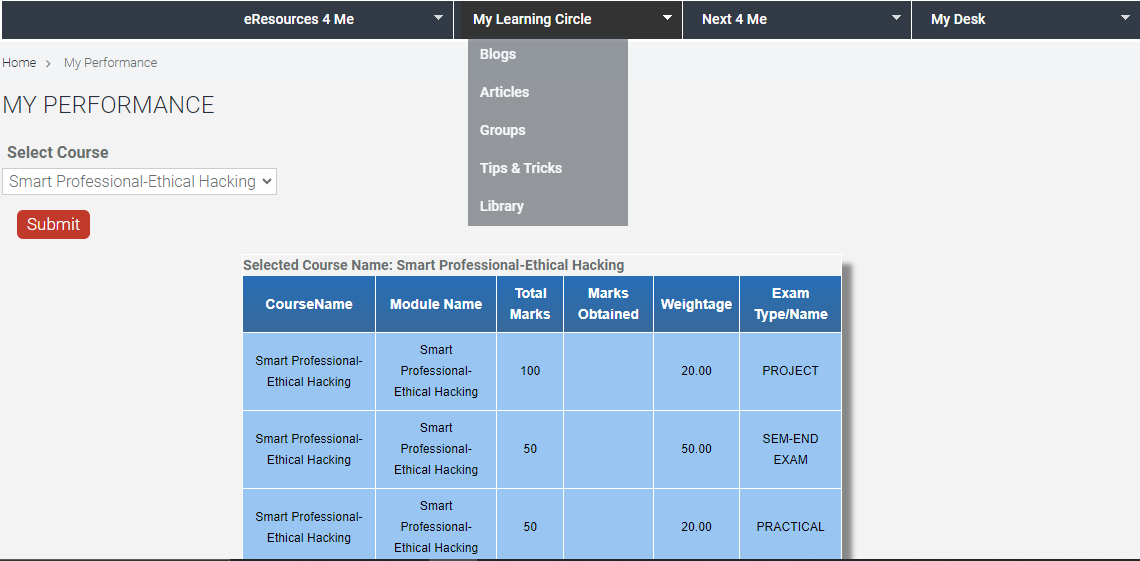 eResources 4 Me
My Learning Circle
Next 4 Me
My Desk
Blogs
Articles
Groups
Tips & Tricks
Library
Home > My Performance
MY PERFORMANCE
Select Course
Smart Professional-Ethical Hacking
Submit
Selected Course Name: Smart Professional-Ethical Hacking
CourseName
Module Name
Total
Marks
Marks
Obtained
Weightage
Exam
Type/Name
Smart Professional-
Ethical Hacking
Smart
Professional-
Ethical Hacking
100
20.00
PROJECT
Smart Professional-
Ethical Hacking
Smart
Professional-
Ethical Hacking
50
50.00
SEM-END
EXAM
Smart Professional-
Ethical Hacking
Smart
Professional-
Ethical Hacking
50
20.00
PRACTICAL